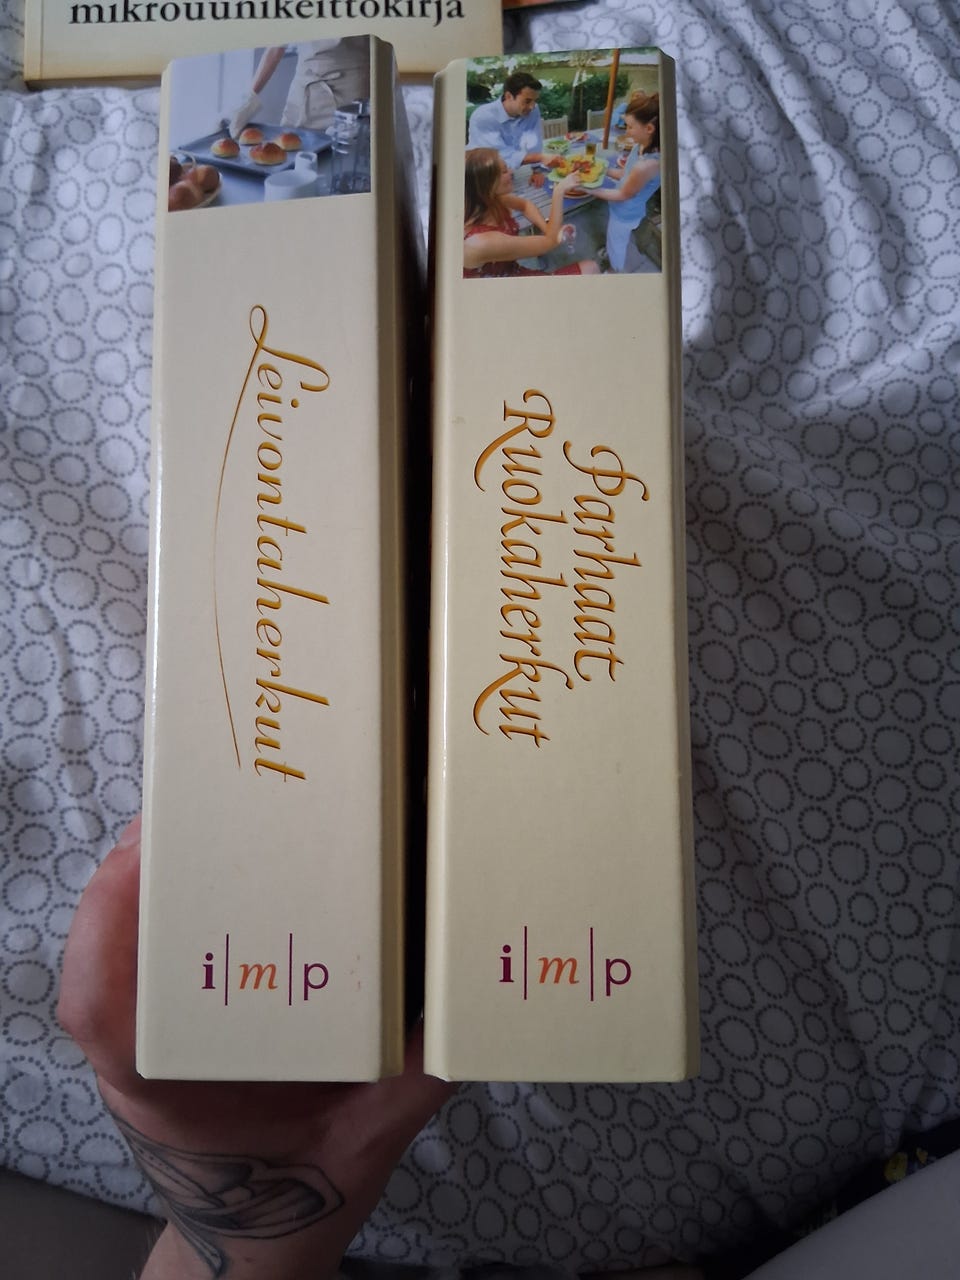 mikrouunikeittokirja
Leivontaherkut
i|m|p
Parhaat
Ruokaherkut
i|m|p